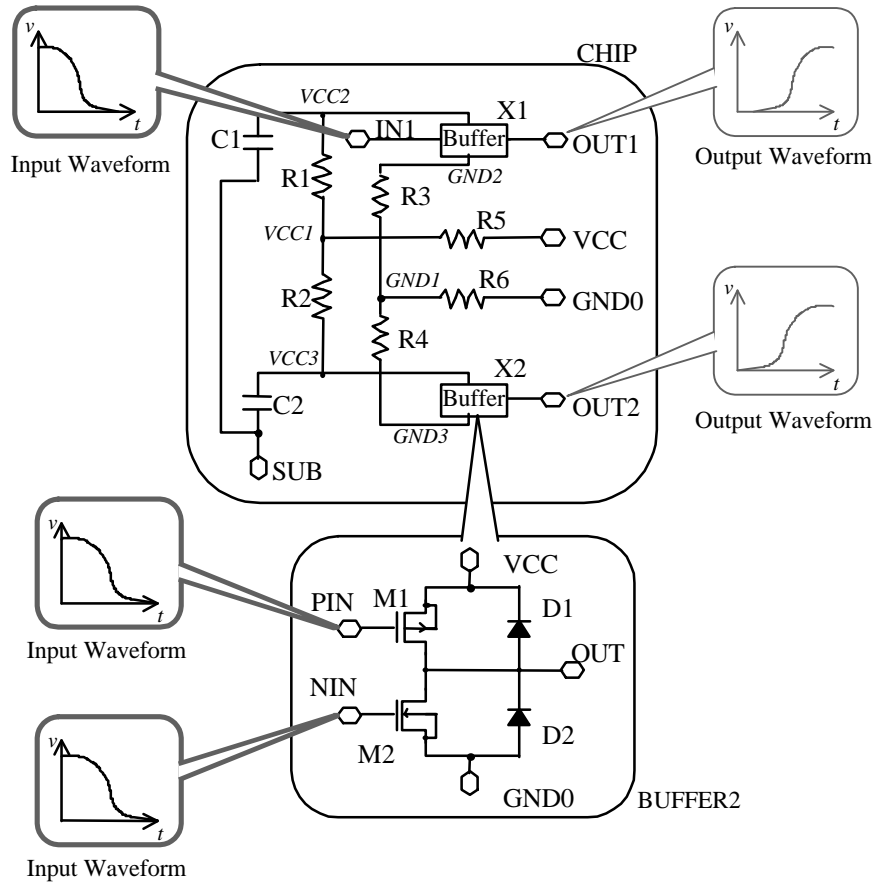 v
t
Input Waveform
CHIP
VCC2
X1
C1
IN1
Buffer
OUT1
R1
R3
GND2
v
t
Output Waveform
VCC1
R5
VCC
R2
GND1
R6
GND0
R4
VCC3
X2
C2
Buffer
OUT2
GND3
SUB
v
t
Output Waveform
v
t
Input Waveform
VCC
PIN
M1
D1
OUT
NIN
M2
D2
GND0
BUFFER2
v
t
Input Waveform